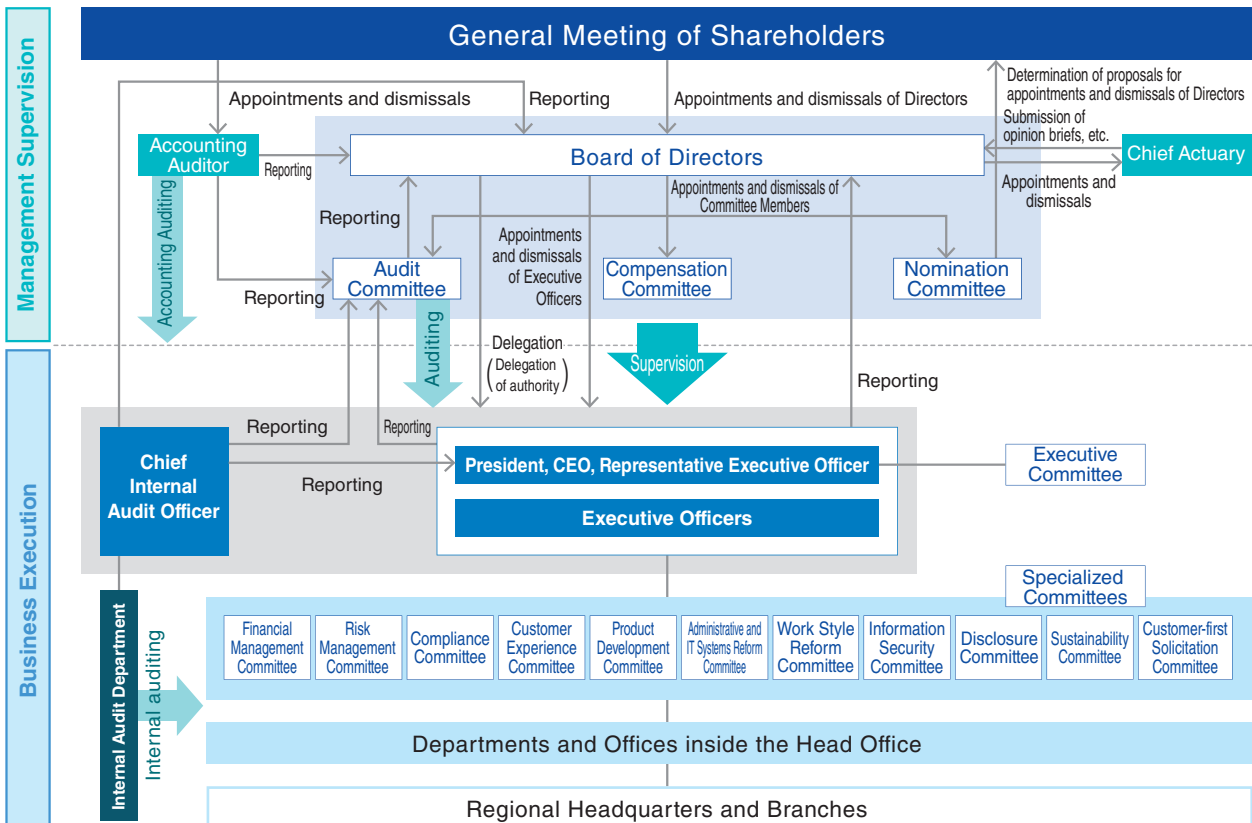 Management Supervision
General Meeting of Shareholders
Appointments and dismissals
Reporting
Appointments and dismissals of Directors
Determination of proposals for
appointments and dismissals of Directors
Submission of
opinion briefs, etc.
Accounting
Auditor
Reporting
Board of Directors
Chief Actuary
Appointments and
dismissals
Accounting Auditing
Reporting
Appointments and dismissals of
Committee Members
Appointments
and dismissals
of Executive
Officers
Audit
Committee
Compensation
Committee
Nomination
Committee
Reporting
Auditing
Delegation
(Delegation
of authority)
Supervision
Reporting
Business Execution
Reporting
Reporting
Chief
Internal
Audit Officer
Reporting
President, CEO, Representative Executive Officer
Executive Officers
Executive
Committee
Specialized
Committees
Internal Audit Department
Internal auditing
Financial
Management
Committee
Risk
Management
Committee
Compliance
Committee
Customer
Experience
Committee
Product
Development
Committee
Administrative and
IT Systems Reform
Committee
Work Style
Reform
Committee
Information
Security
Committee
Disclosure
Committee
Sustainability
Committee
Customer-first
Solicitation
Committee
Departments and Offices inside the Head Office
Regional Headquarters and Branches